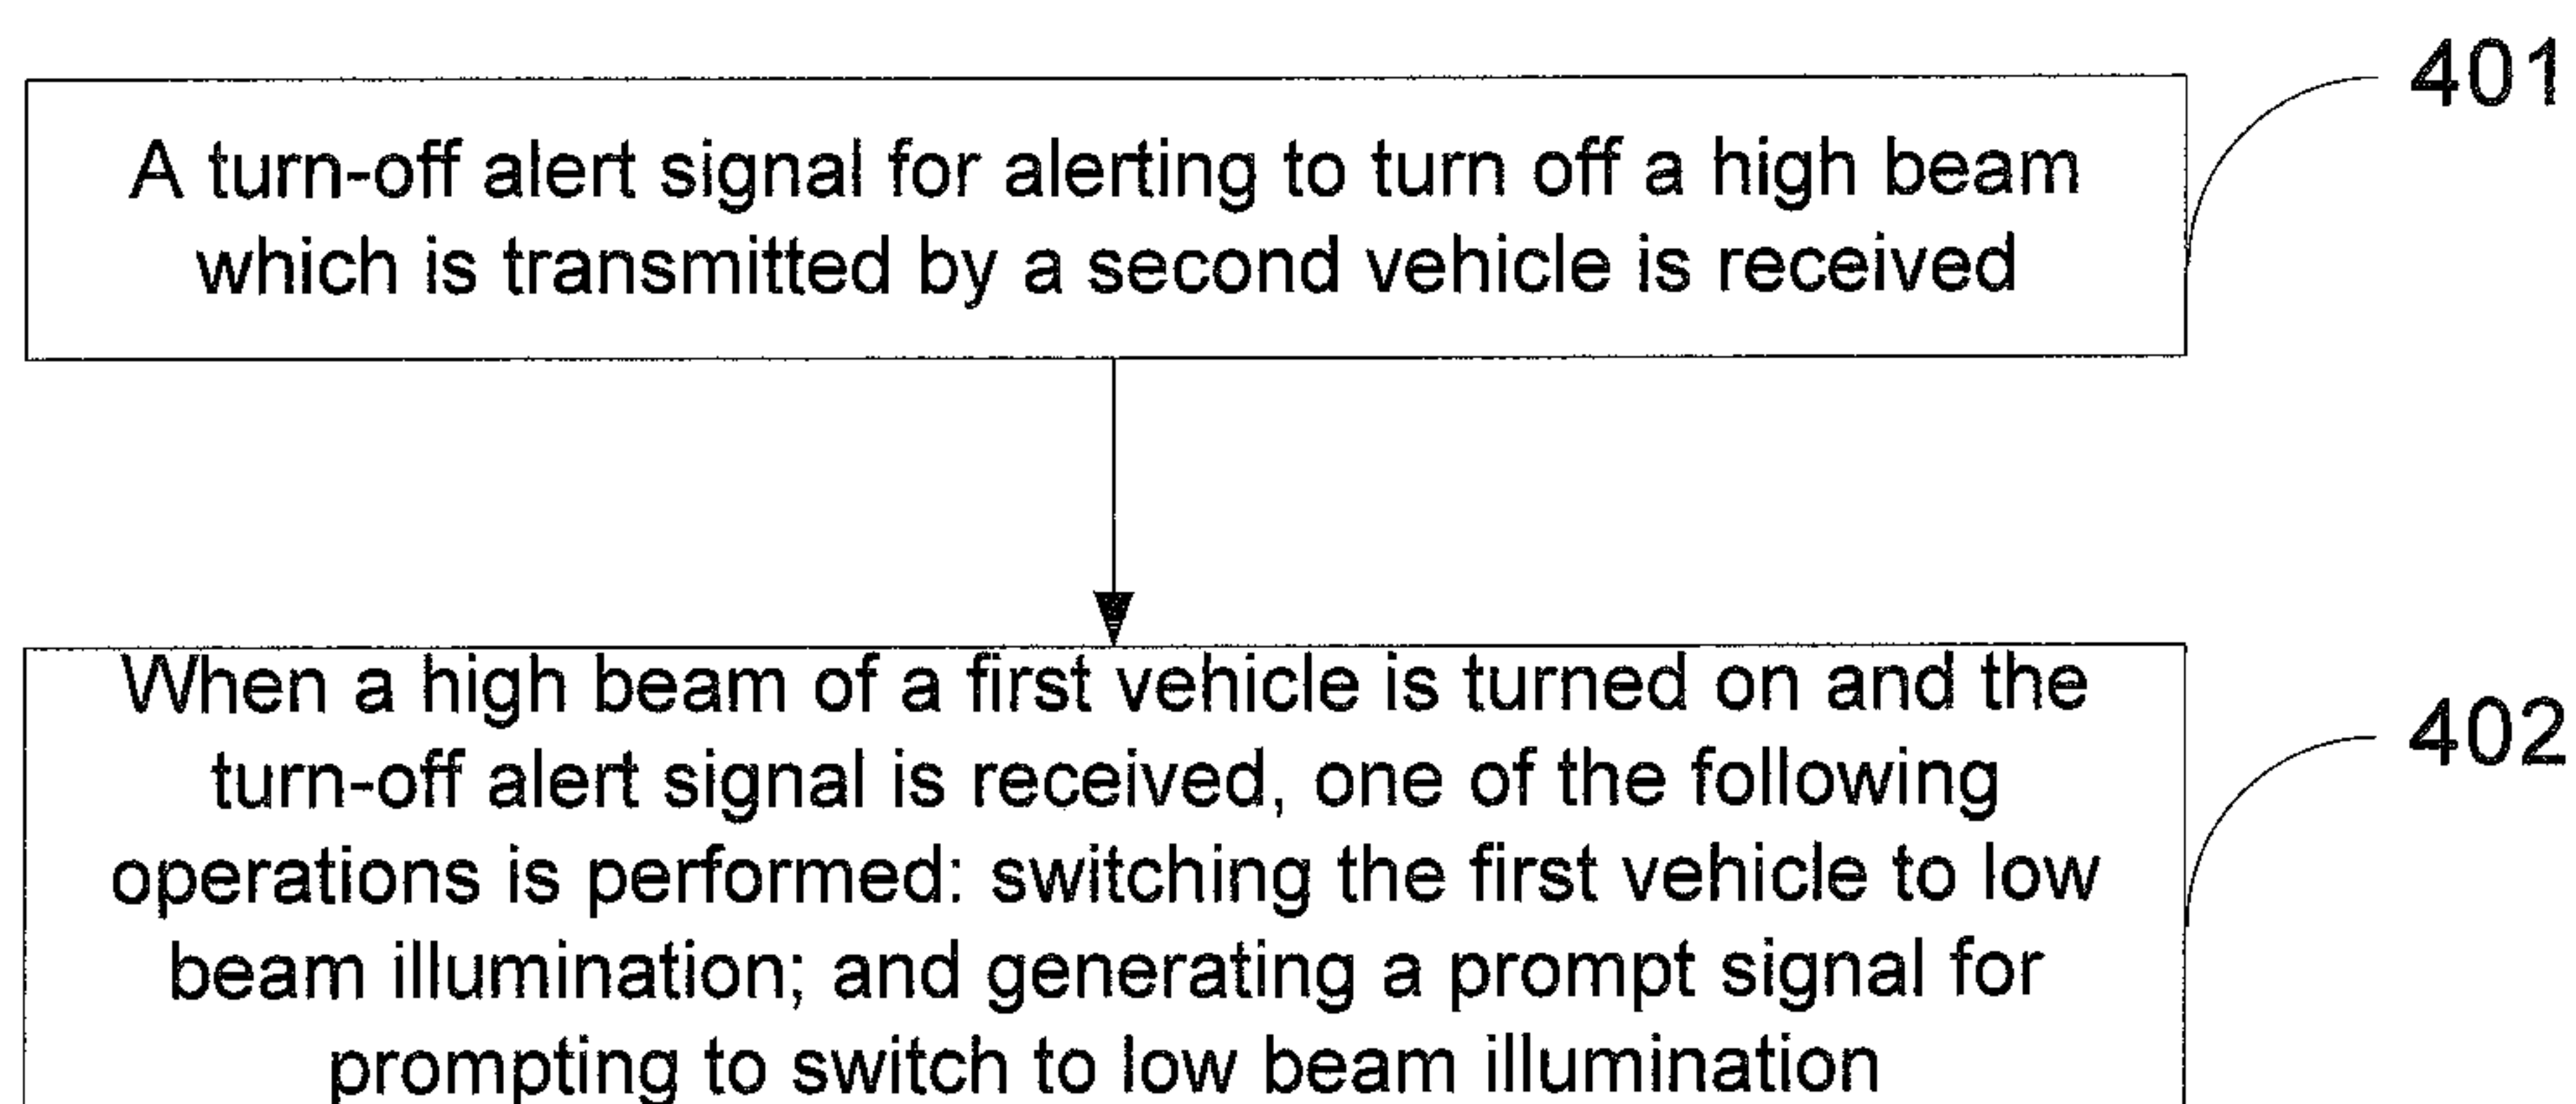 401
A turn-off alert signal for alerting to turn off a high beam
which is transmitted by a second vehicle is received
When a high beam of a first vehicle is turned on and the
402
turn-off alert signal is received, one of the following
operations is performed: switching the first vehicle to low
beam illumination; and generating a prompt signal for
prompting to switch to low beam illumination